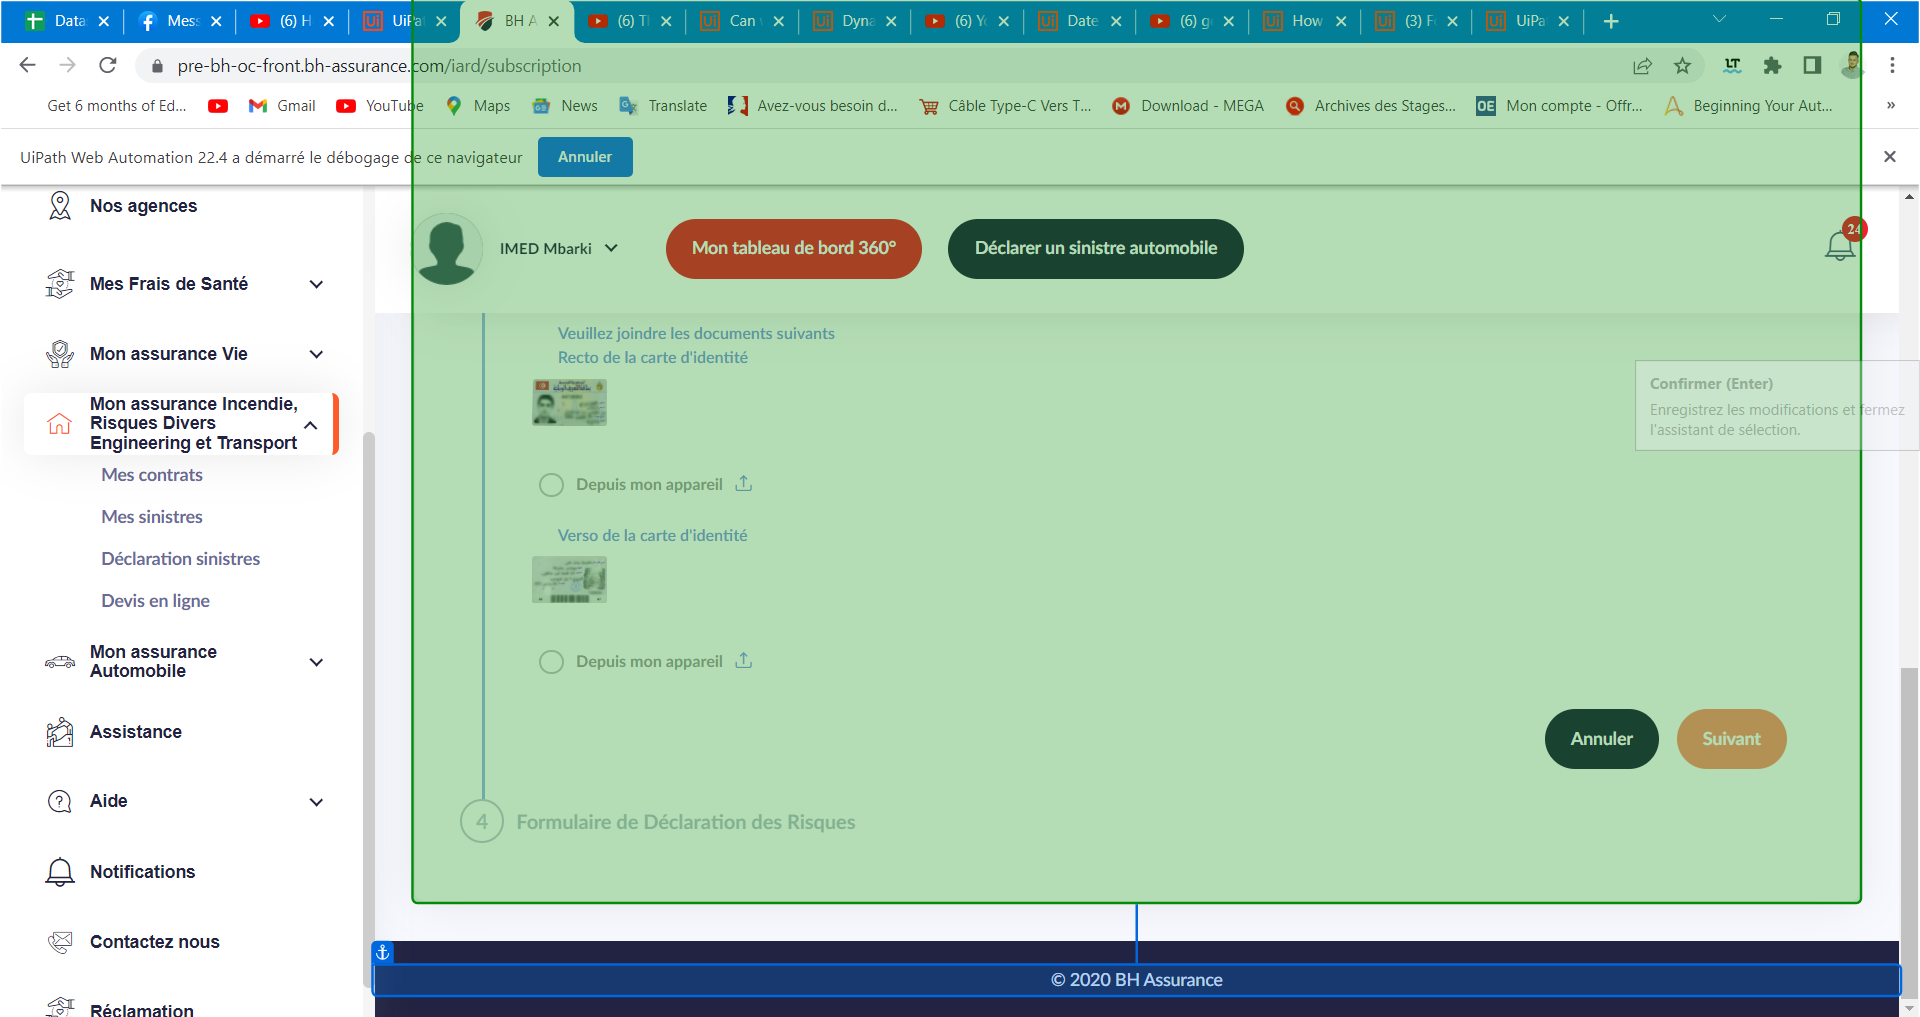 Data
Mess
(6) H
UiPat
BH A
(6) Tl
Can
Dyna
(6) Yo
Date
(6) g
How
(3) F
UiPa
pre-bh-oc-front.bh-assurance.com/iard/subscription
Get 6 months of Ed...
Gmail
YouTube
Maps
News
Translate
Avez-vous besoin d...
Câble Type-C Vers T...
Download - MEGA
Archives des Stages...
OE
Mon compte - Offr...
Beginning Your Aut...
»
UiPath Web Automation 22.4 a démarré le débogage de ce navigateur
Annuler
Nos agences
Mes Frais de Santé
Mon assurance Vie
Mon assurance Incendie,
Risques Divers
Engineering et Transport
Mes contrats
Mes sinistres
Déclaration sinistres
Devis en ligne
Mon assurance
Automobile
Assistance
Aide
Notifications
Contactez nous
Réclamation
IMED Mbarki
Mon tableau de bord 360°
Déclarer un sinistre automobile
24
Veuillez joindre les documents suivants
Recto de la carte d'identité
Depuis mon appareil
Verso de la carte d'identité
Depuis mon appareil
Confirmer (Enter)
Enregistrez les modifications et fermez
l'assistant de sélection.
Annuler
Suivant
4
Formulaire de Déclaration des Risques
© 2020 BH Assurance